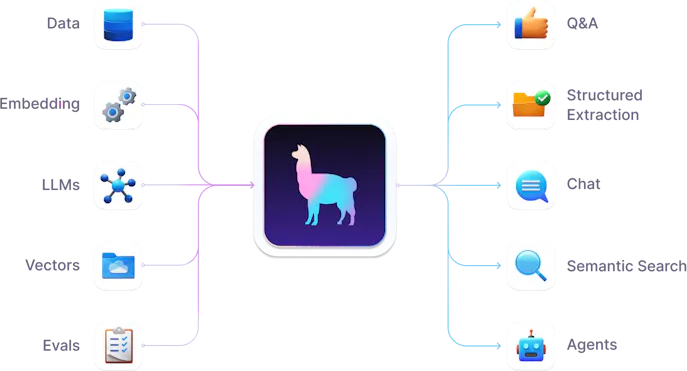 Data
Embedding
LLMs
Vectors
Evals
Q&A
Structured
Extraction
Chat
Semantic Search
Agents